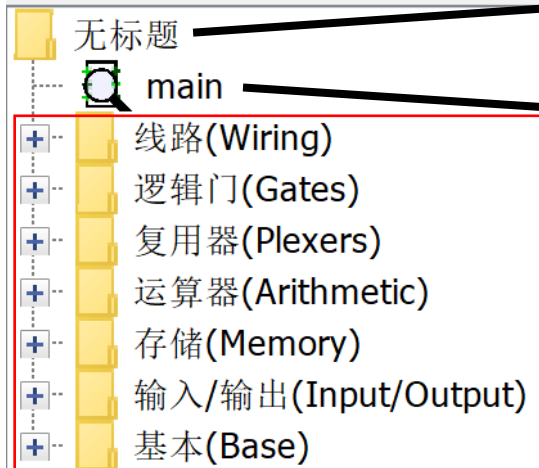 无标题
main
线路(Wiring)
逻辑门(Gates)
复用器(Plexers)
运算器(Arithmetic)
存储(Memory)
输入/输出(Input/Output)
基本(Base)